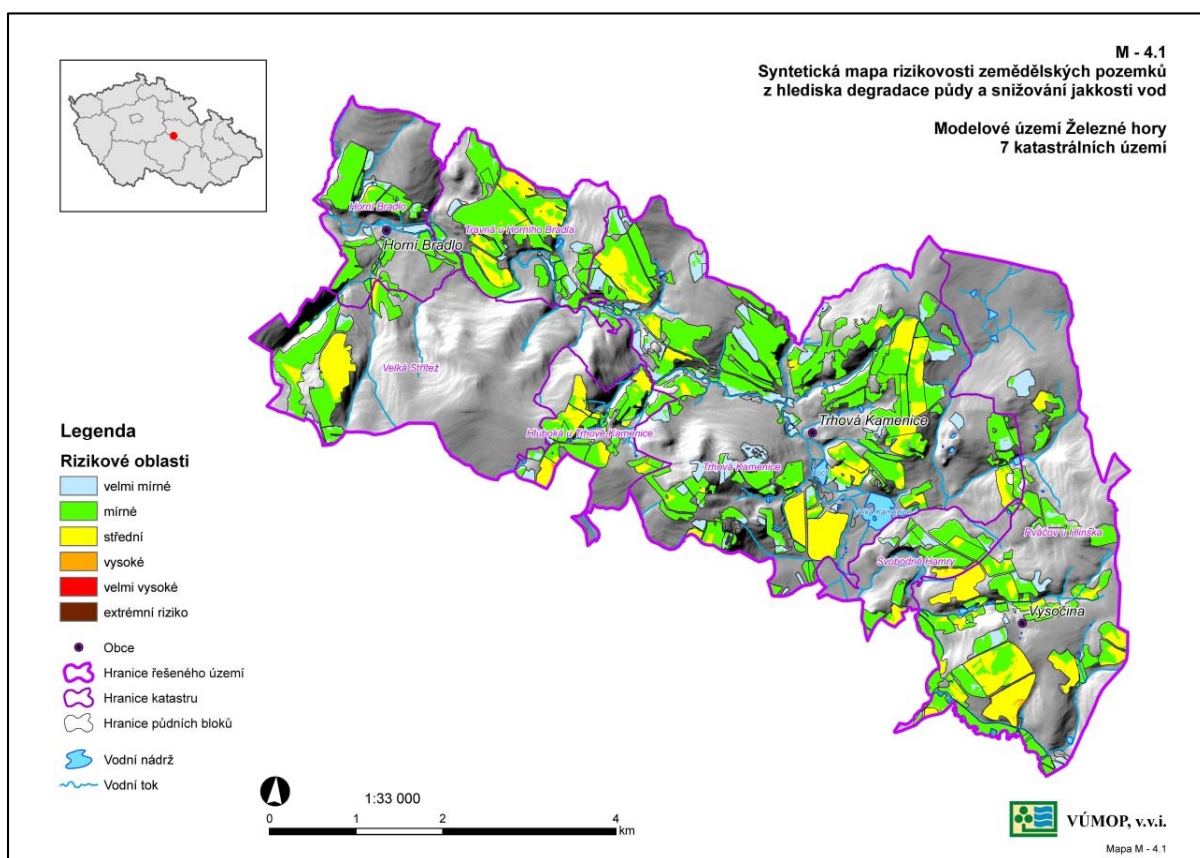 M - 4.1
Syntetická mapa rizikovosti zemědělských pozemků
z hlediska degradace půdy a snižování jakkosti vod
Modelové území Železné hory
7 katastrálních území
Horní Bradlo
Horní Bradlo
Travná u Horního Bradla
Velká Střítež
Hluboká u Trhové Kamenice
Trhová Kamenice
Trhová Kamenice
Rváčov u Hlinska
Svobodné Hamry
Vysočina
Legenda
Rizikové oblasti
velmi mírné
mírné
střední
vysoké
velmi vysoké
extrémní riziko
Obce
Hranice řešeného území
Hranice katastru
Hranice půdních bloků
Vodní nádrž
Vodní tok
1:33 000
0 1 2 4
km
VÚMOP, v.v.i.
Mapa M - 4.1